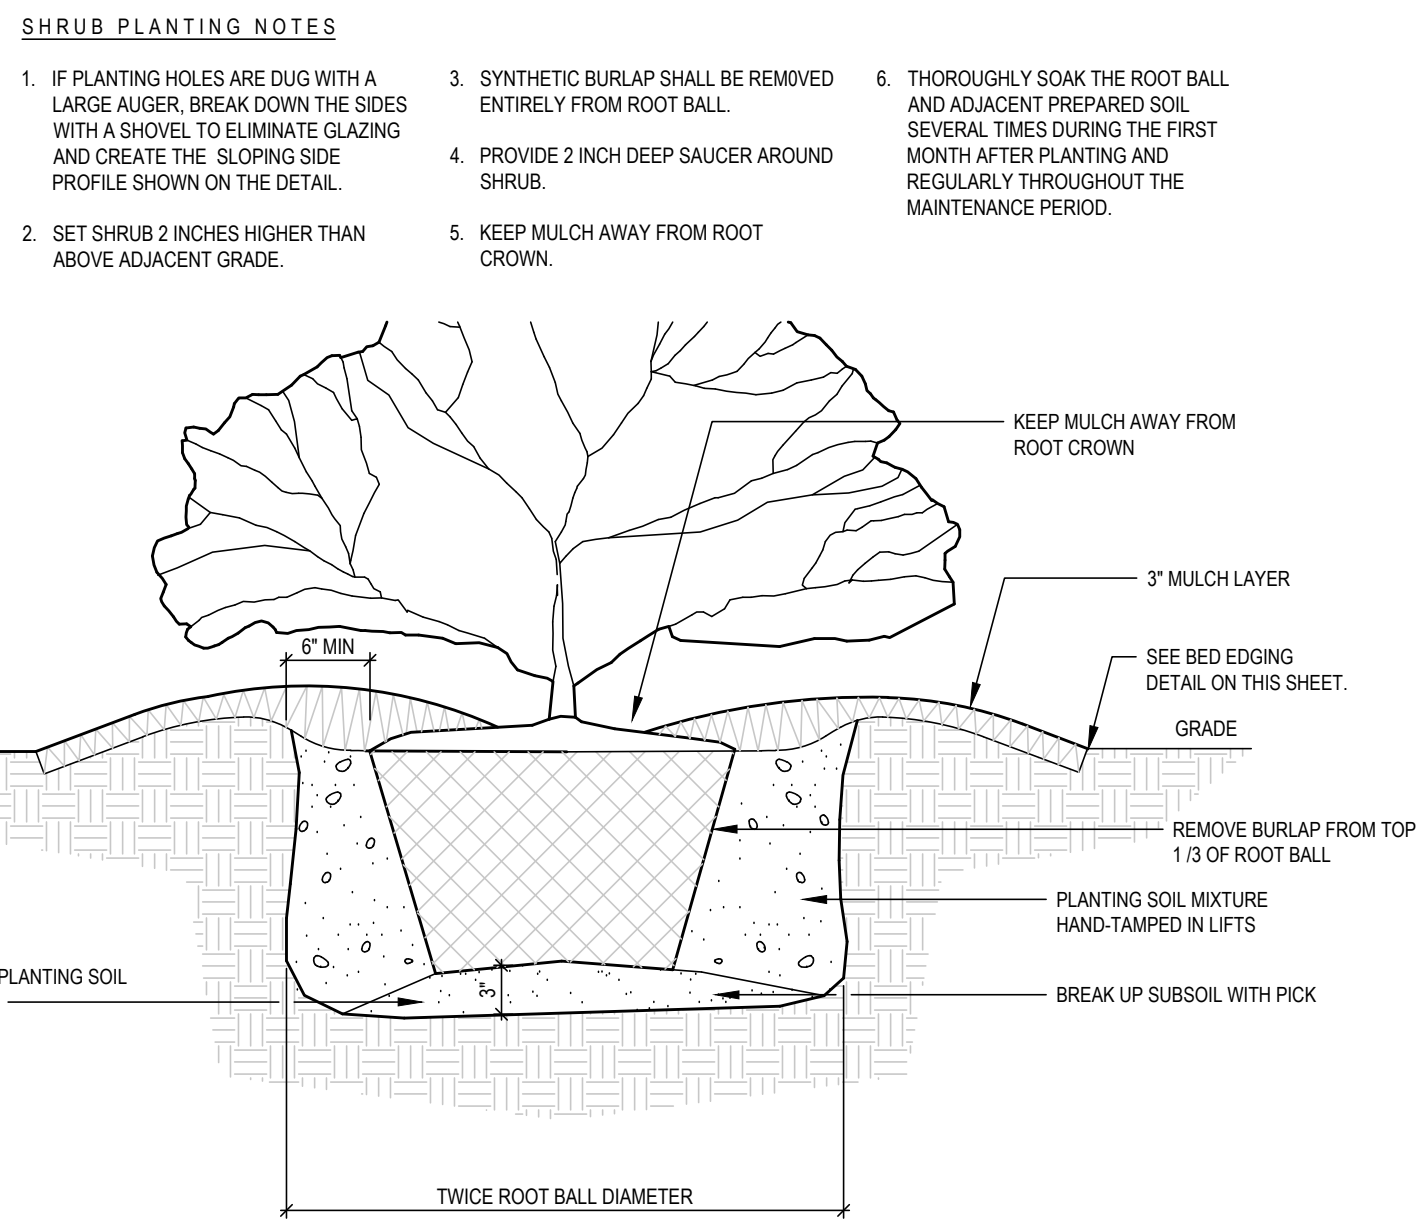 SHRUB PLANTING NOTES
1. IF PLANTING HOLES ARE DUG WITH A
LARGE AUGER, BREAK DOWN THE SIDES
WITH A SHOVEL TO ELIMINATE GLAZING
AND CREATE THE SLOPING SIDE
PROFILE SHOWN ON THE DETAIL.
2. SET SHRUB 2 INCHES HIGHER THAN
ABOVE ADJACENT GRADE.
3. SYNTHETIC BURLAP SHALL BE REM0VED
ENTIRELY FROM ROOT BALL.
4. PROVIDE 2 INCH DEEP SAUCER AROUND
SHRUB.
5. KEEP MULCH AWAY FROM ROOT
CROWN.
6. THOROUGHLY SOAK THE ROOT BALL
AND ADJACENT PREPARED SOIL
SEVERAL TIMES DURING THE FIRST
MONTH AFTER PLANTING AND
REGULARLY THROUGHOUT THE
MAINTENANCE PERIOD.
KEEP MULCH AWAY FROM
ROOT CROWN
3" MULCH LAYER
6" MIN
SEE BED EDGING
DETAIL ON THIS SHEET.
GRADE
REMOVE BURLAP FROM TOP
1 /3 OF ROOT BALL
PLANTING SOIL MIXTURE
HAND-TAMPED IN LIFTS
PLANTING SOIL
3"
BREAK UP SUBSOIL WITH PICK
TWICE ROOT BALL DIAMETER